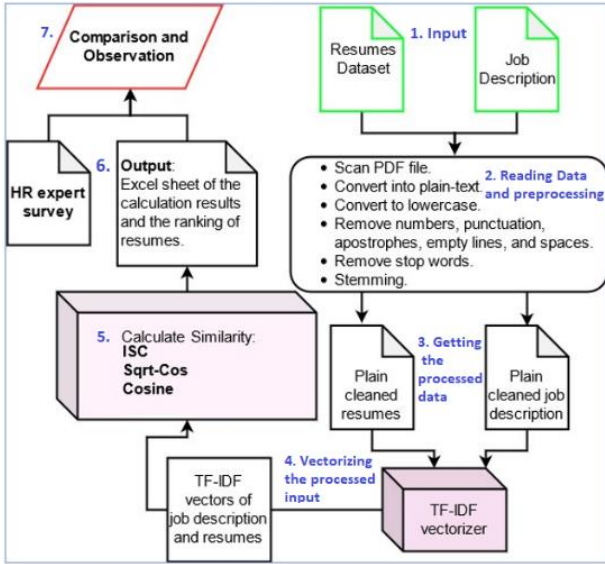 1. Input
Resumes
Dataset
Job
Description
2. Reading Data
and preprocessing
• Scan PDF file.
• Convert into plain-text.
• Convert to lowercase.
• Remove numbers, punctuation,
apostrophes, empty lines, and spaces.
• Remove stop words.
• Stemming.
3. Getting
the
processed
data
Plain
cleaned
resumes
Plain
cleaned job
description
4. Vectorizing
the processed
input
TF-IDF
vectorizer
TF-IDF
vectors of
job description
and resumes
5. Calculate Similarity:
ISC
Sqrt-Cos
Cosine
6. Output:
Excel sheet of the
calculation results
and the ranking of
resumes.
HR expert
survey
7. Comparison and
Observation